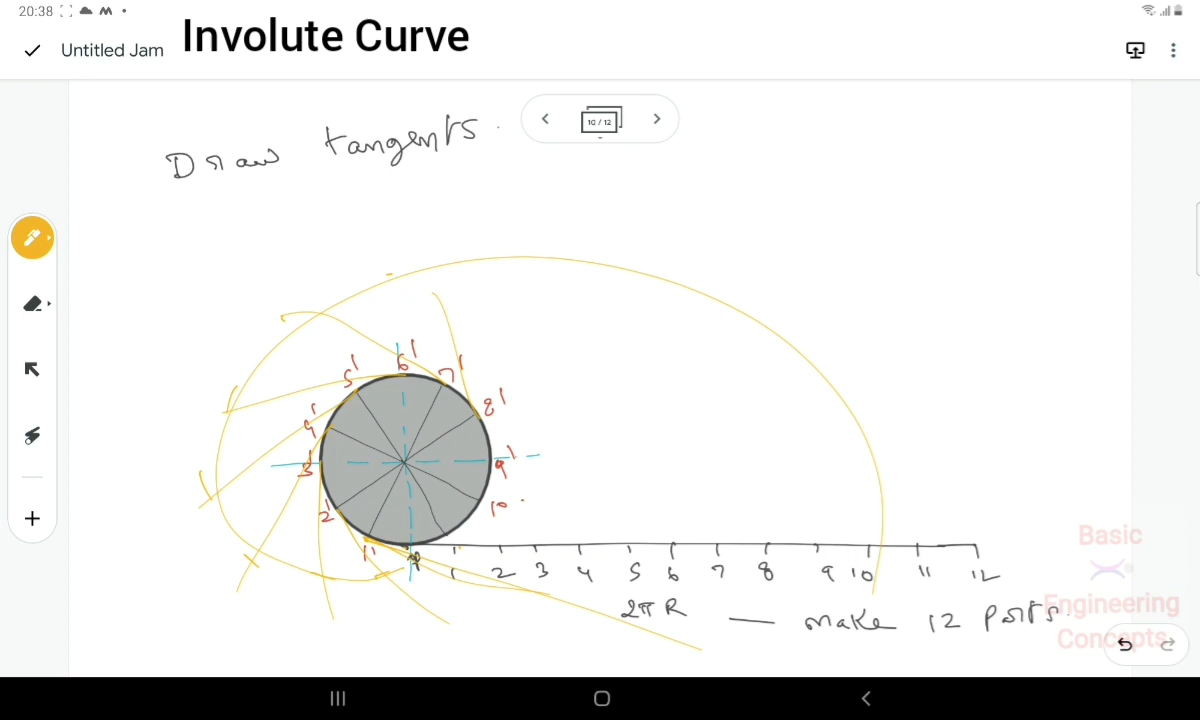 20:38
Involute Curve
Untitled Jam
10 / 12
Draw tangents.
6'
5' 7'
4' 8'
3' 9'
2' 10
1'
1 2 3 4 5 6 7 8 9 10 11 12
2πR — make 12 parts.
Basic
Engineering
Concepts